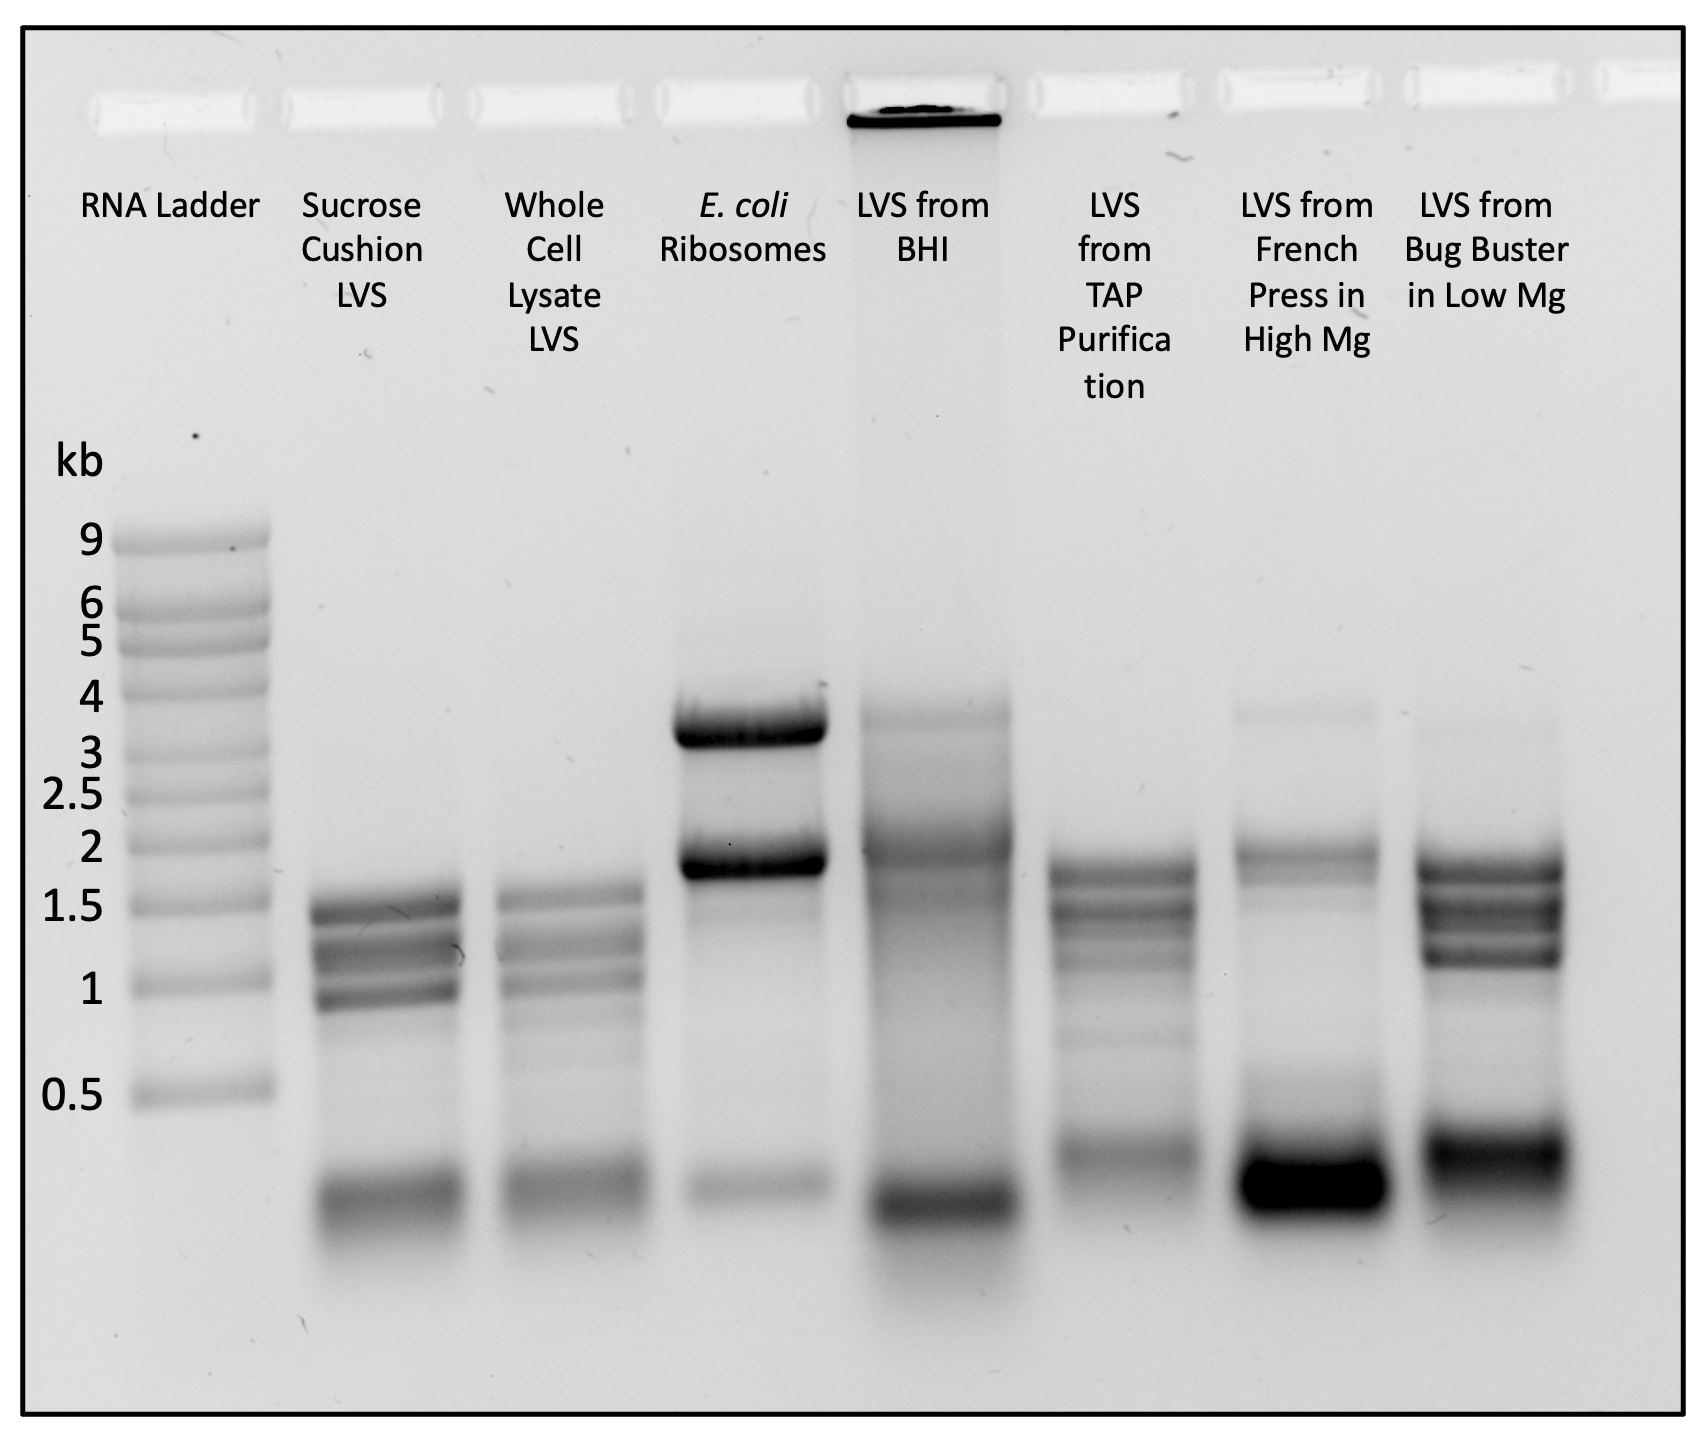 RNA Ladder
Sucrose
Cushion
LVS
Whole
Cell
Lysate
LVS
E. coli
Ribosomes
LVS from
BHI
LVS
from
TAP
Purifica
tion
LVS from
French
Press in
High Mg
LVS from
Bug Buster
in Low Mg
kb
9
6
5
4
3
2.5
2
1.5
1
0.5